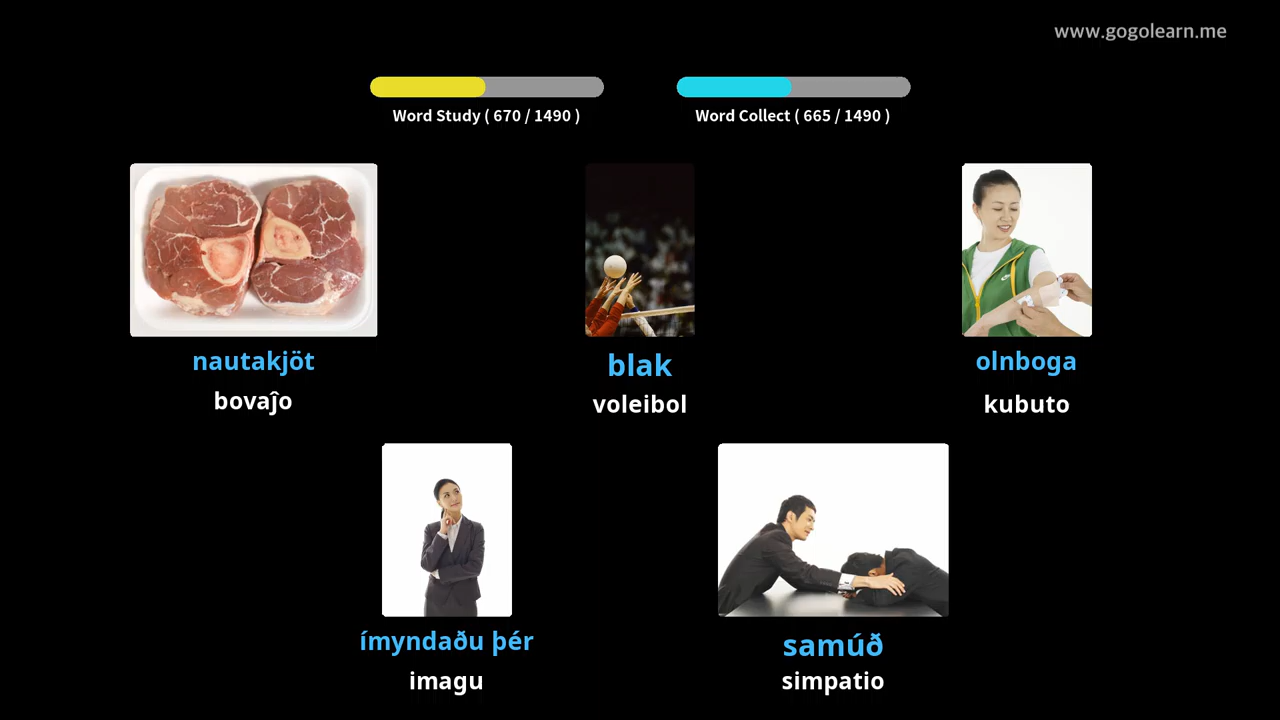 www.gogolearn.me
Word Study ( 670 / 1490 )
Word Collect ( 665 / 1490 )
nautakjöt
bovaĵo
blak
voleibol
olnboga
kubuto
ímyndaðu þér
imagu
samúð
simpatio